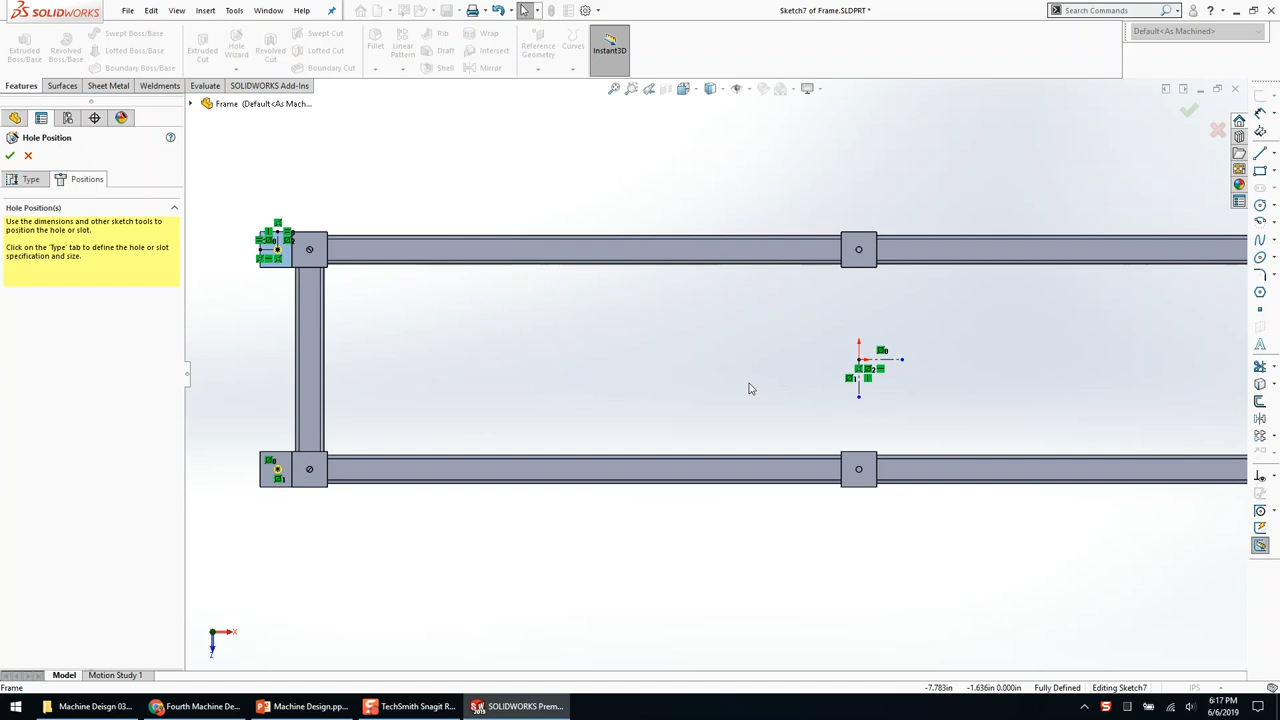 SOLIDWORKS File Edit View Insert Tools Window Help Sketch7 of Frame.SLDPRT * Search Commands
Extruded Boss/Base
Revolved Boss/Base
Swept Boss/Base
Lofted Boss/Base
Boundary Boss/Base
Extruded Cut
Hole Wizard
Revolved Cut
Swept Cut
Lofted Cut
Boundary Cut
Fillet
Linear Pattern
Rib
Draft
Shell
Wrap
Intersect
Mirror
Reference Geometry
Curves
Instant3D
Default<As Machined>
Features Surfaces Sheet Metal Weldments Evaluate SOLIDWORKS Add-Ins
Frame (Default<As Mach...
Hole Position
Type Positions
Hole Position(s)
Use the dimensions and other sketch tools to
position the hole or slot.
Click on the 'Type' tab to define the hole or slot
specification and size.
X
Z
Model Motion Study 1
Frame -7.783in -1.636in 0.000in Fully Defined Editing Sketch7 IPS
Machine Deisgn 03... Fourth Machine De... Machine Design.pp... TechSmith Snagit R... SOLIDWORKS Prem...
6:17 PM
6/6/2019